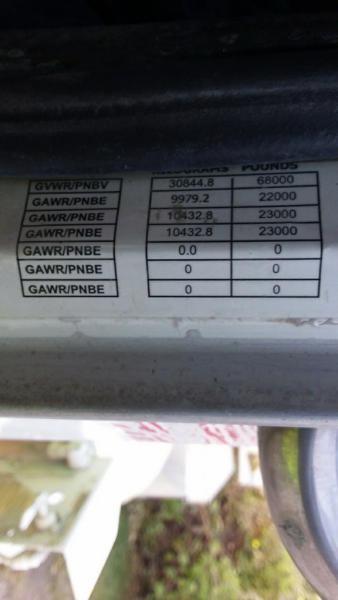 KILOGRAMS POUNDS
GVWR/PNBV 30844.8 68000
GAWR/PNBE 9979.2 22000
GAWR/PNBE 10432.8 23000
GAWR/PNBE 10432.8 23000
GAWR/PNBE 0.0 0
GAWR/PNBE 0 0
GAWR/PNBE 0 0